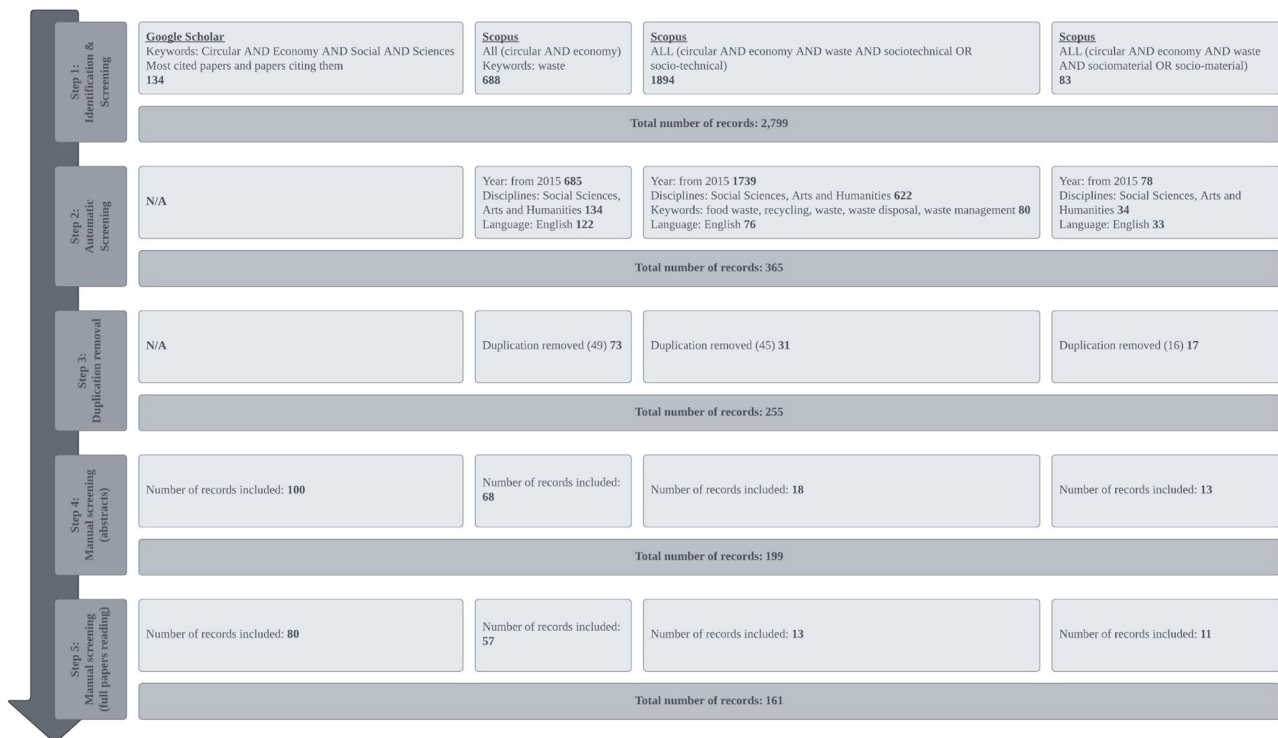 Step 1:
Identification &
Screening
Google Scholar
Keywords: Circular AND Economy AND Social AND Sciences
Most cited papers and papers citing them
134
Scopus
All (circular AND economy)
Keywords: waste
688
Scopus
ALL (circular AND economy AND waste AND sociotechnical OR
socio-technical)
1894
Scopus
ALL (circular AND economy AND waste
AND sociomaterial OR socio-material)
83
Total number of records: 2,799
Step 2:
Automatic
Screening
N/A
Year: from 2015 685
Disciplines: Social Sciences,
Arts and Humanities 134
Language: English 122
Year: from 2015 1739
Disciplines: Social Sciences, Arts and Humanities 622
Keywords: food waste, recycling, waste, waste disposal, waste management 80
Language: English 76
Year: from 2015 78
Disciplines: Social Sciences, Arts and
Humanities 34
Language: English 33
Total number of records: 365
Step 3:
Duplication removal
N/A
Duplication removed (49) 73
Duplication removed (45) 31
Duplication removed (16) 17
Total number of records: 255
Step 4:
Manual screening
(abstracts)
Number of records included: 100
Number of records included:
68
Number of records included: 18
Number of records included: 13
Total number of records: 199
Step 5:
Manual screening
(full papers reading)
Number of records included: 80
Number of records included:
57
Number of records included: 13
Number of records included: 11
Total number of records: 161